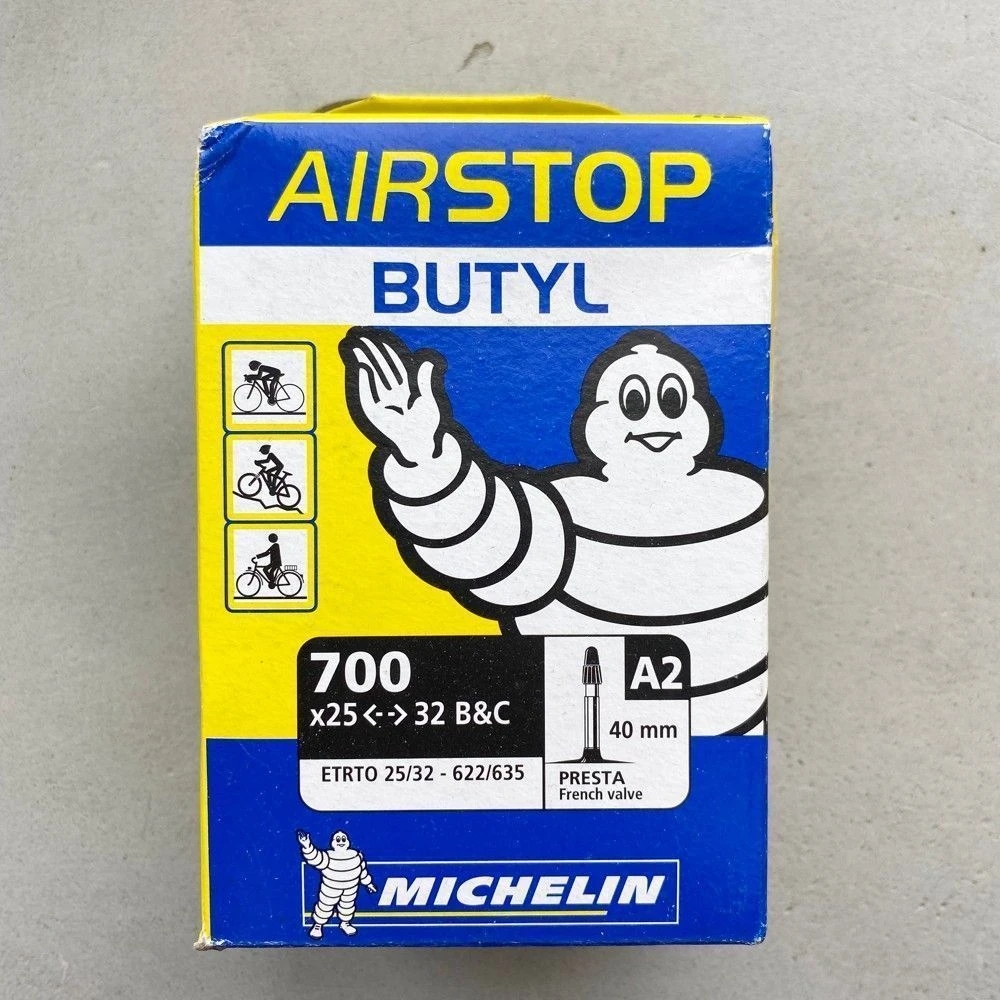 AIRSTOP
BUTYL
700
x25<-->32 B&C
ETRTO 25/32 - 622/635
A2
40 mm
PRESTA
French valve
MICHELIN